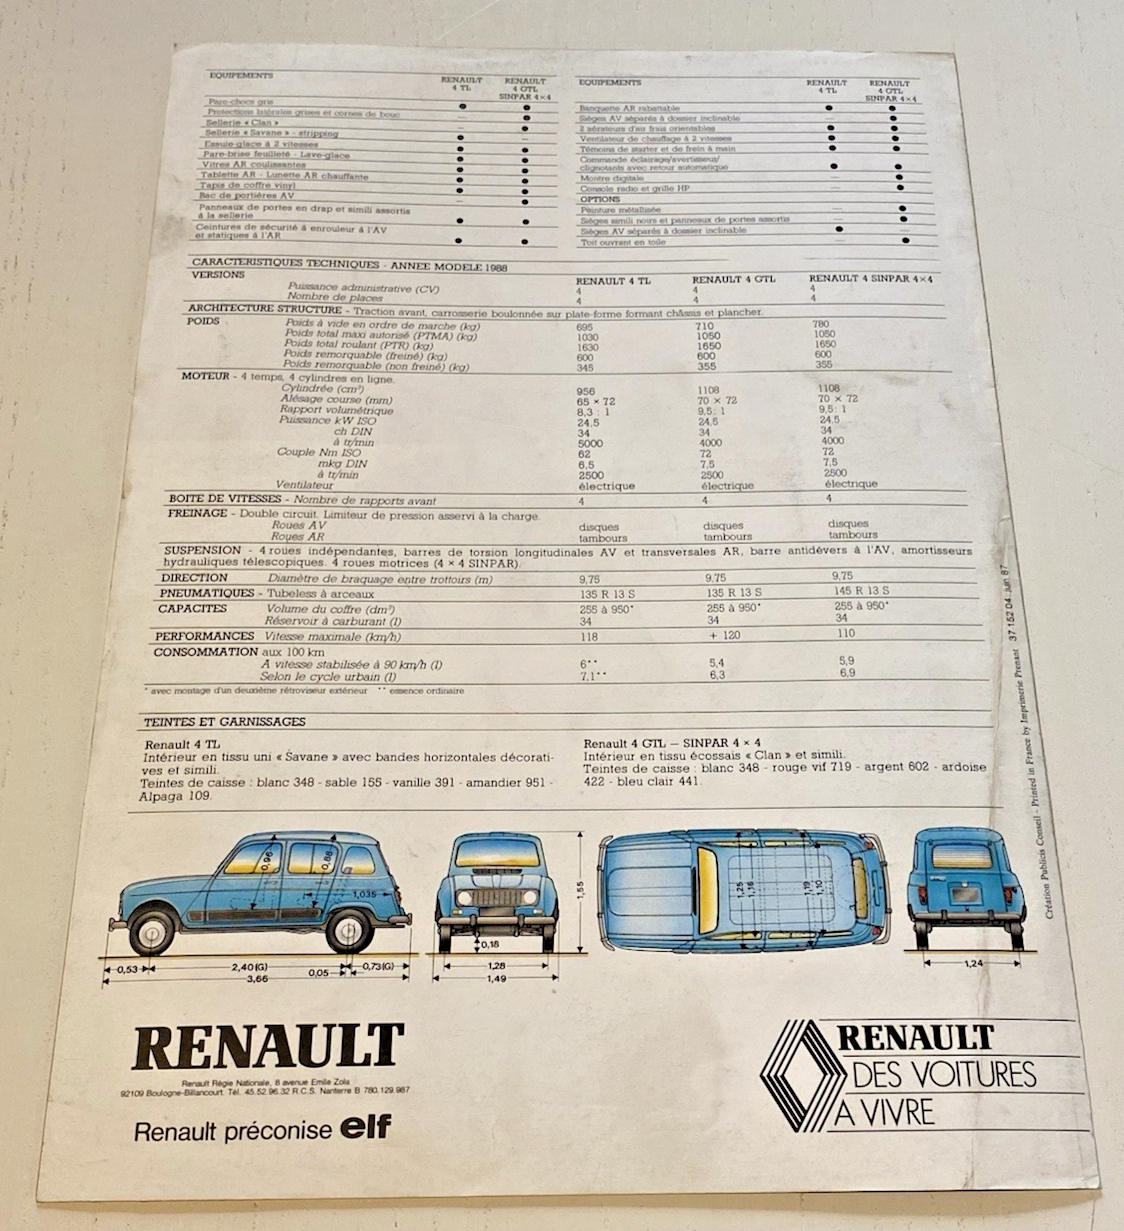 EQUIPEMENTS RENAULT 4 TL RENAULT 4 GTL SINPAR 4×4
Pare-chocs gris ● ●
Protections latérales grises et cornes de boue — ●
Sellerie « Clan » — ●
Sellerie « Savane » - stripping ● —
Essuie-glace à 2 vitesses ● ●
Pare-brise feuilleté - Lave-glace ● ●
Vitres AR coulissantes ● ●
Tablette AR - Lunette AR chauffante ● ●
Tapis de coffre vinyl ● ●
Bac de portières AV — ●
Panneaux de portes en drap et simili assortis
à la sellerie ● ●
Ceintures de sécurité à enrouleur à l'AV
et statiques à l'AR ● ●
EQUIPEMENTS RENAULT 4 TL RENAULT 4 GTL SINPAR 4×4
Banquette AR rabattable ● ●
Sièges AV séparés à dossier inclinable — ●
2 aérateurs d'air frais orientables ● ●
Ventilateur de chauffage à 2 vitesses ● ●
Témoins de starter et de frein à main ● ●
Commande éclairage/avertisseur/
clignotants avec retour automatique ● ●
Montre digitale — ●
Console radio et grille HP — ●
OPTIONS
Peinture métallisée — ●
Sièges simili noirs et panneaux de portes assortis — ●
Sièges AV séparés à dossier inclinable ● —
Toit ouvrant en toile — ●
CARACTERISTIQUES TECHNIQUES - ANNEE MODELE 1988
VERSIONS RENAULT 4 TL RENAULT 4 GTL RENAULT 4 SINPAR 4×4
Puissance administrative (CV) 4 4 4
Nombre de places 4 4 4
ARCHITECTURE STRUCTURE - Traction avant, carrosserie boulonnée sur plate-forme formant châssis et plancher.
POIDS Poids à vide en ordre de marche (kg) 695 710 780
Poids total maxi autorisé (PTMA) (kg) 1030 1050 1050
Poids total roulant (PTR) (kg) 1630 1650 1650
Poids remorquable (freiné) (kg) 600 600 600
Poids remorquable (non freiné) (kg) 345 355 355
MOTEUR - 4 temps, 4 cylindres en ligne.
Cylindrée (cm³) 956 1108 1108
Alésage course (mm) 65 × 72 70 × 72 70 × 72
Rapport volumétrique 8,3 : 1 9,5 : 1 9,5 : 1
Puissance kW ISO 24,5 24,5 24,5
ch DIN 34 34 34
à tr/min 5000 4000 4000
Couple Nm ISO 62 72 72
mkg DIN 6,5 7,5 7,5
à tr/min 2500 2500 2500
Ventilateur électrique électrique électrique
BOITE DE VITESSES - Nombre de rapports avant 4 4 4
FREINAGE - Double circuit. Limiteur de pression asservi à la charge.
Roues AV disques disques disques
Roues AR tambours tambours tambours
SUSPENSION - 4 roues indépendantes, barres de torsion longitudinales AV et transversales AR, barre antidévers à l'AV, amortisseurs
hydrauliques télescopiques. 4 roues motrices (4 × 4 SINPAR).
DIRECTION Diamètre de braquage entre trottoirs (m) 9,75 9,75 9,75
PNEUMATIQUES - Tubeless à arceaux 135 R 13 S 135 R 13 S 145 R 13 S
CAPACITES Volume du coffre (dm³) 255 à 950* 255 à 950* 255 à 950*
Réservoir à carburant (l) 34 34 34
PERFORMANCES Vitesse maximale (km/h) 118 + 120 110
CONSOMMATION aux 100 km
A vitesse stabilisée à 90 km/h (l) 6** 5,4 5,9
Selon le cycle urbain (l) 7,1** 6,3 6,9
* avec montage d'un deuxième rétroviseur extérieur ** essence ordinaire
TEINTES ET GARNISSAGES
Renault 4 TL
Intérieur en tissu uni « Savane » avec bandes horizontales décorati-
ves et simili.
Teintes de caisse : blanc 348 - sable 155 - vanille 391 - amandier 951 -
Alpaga 109.
Renault 4 GTL – SINPAR 4 × 4
Intérieur en tissu écossais « Clan » et simili.
Teintes de caisse : blanc 348 - rouge vif 719 - argent 602 - ardoise
422 - bleu clair 441.
Création Publicis Conseil - Printed in France by Imprimerie Prenant 37 152 04 juin 87
0,96 0,88 1,035
0,53 2,40(G) 0,05 0,73(G)
3,66
1,55
0,18
1,28
1,49
1,25 1,16 1,19 1,10
1,24
RENAULT
Renault Régie Nationale, 8 avenue Emile Zola
92109 Boulogne-Billancourt. Tél. 45.52.96.32 R.C.S. Nanterre B 780.129.987
Renault préconise elf
RENAULT
DES VOITURES
A VIVRE